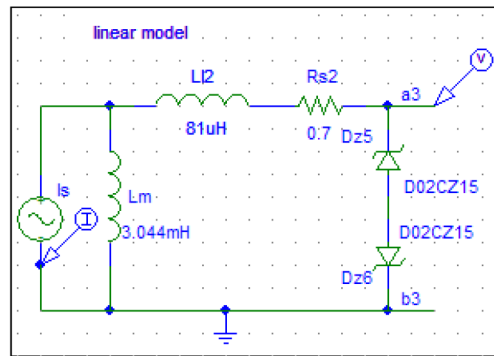 linear model
V
Ll2
Rs2
a3
81uH
0.7
Dz5
Is
Lm
D02CZ15
I
3.044mH
D02CZ15
Dz6
b3